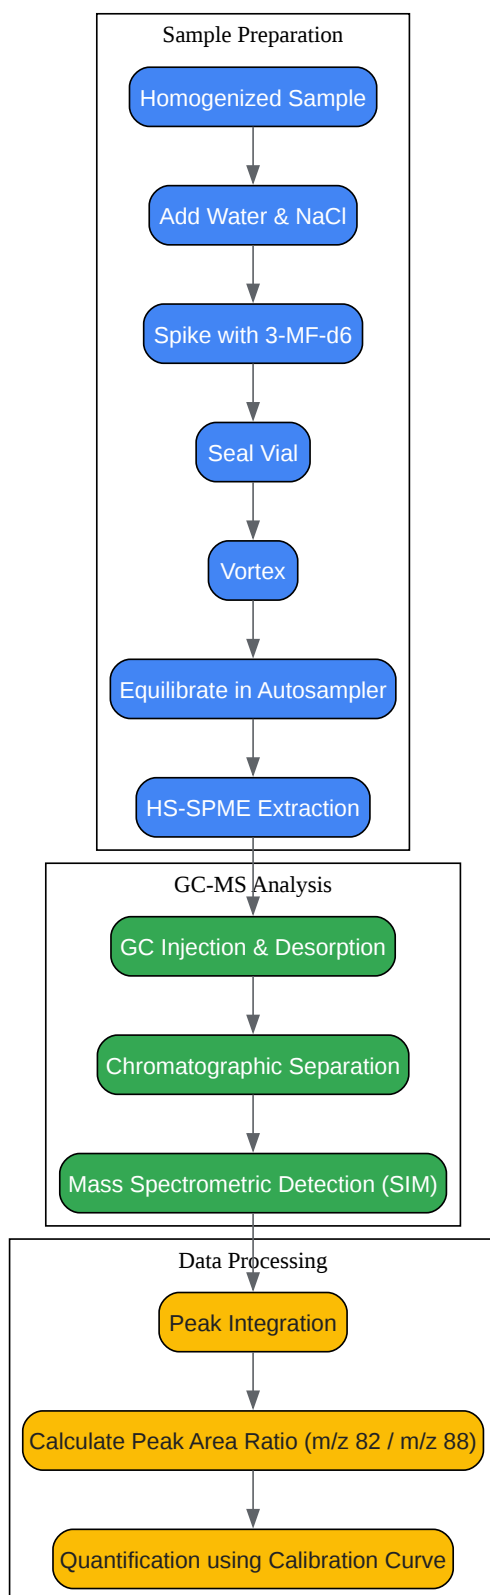 Sample Preparation
Homogenized Sample
Add Water & NaCl
Spike with 3-MF-d6
Seal Vial
Vortex
Equilibrate in Autosampler
HS-SPME Extraction
GC-MS Analysis
GC Injection & Desorption
Chromatographic Separation
Mass Spectrometric Detection (SIM)
Data Processing
Peak Integration
Calculate Peak Area Ratio (m/z 82 / m/z 88)
Quantification using Calibration Curve